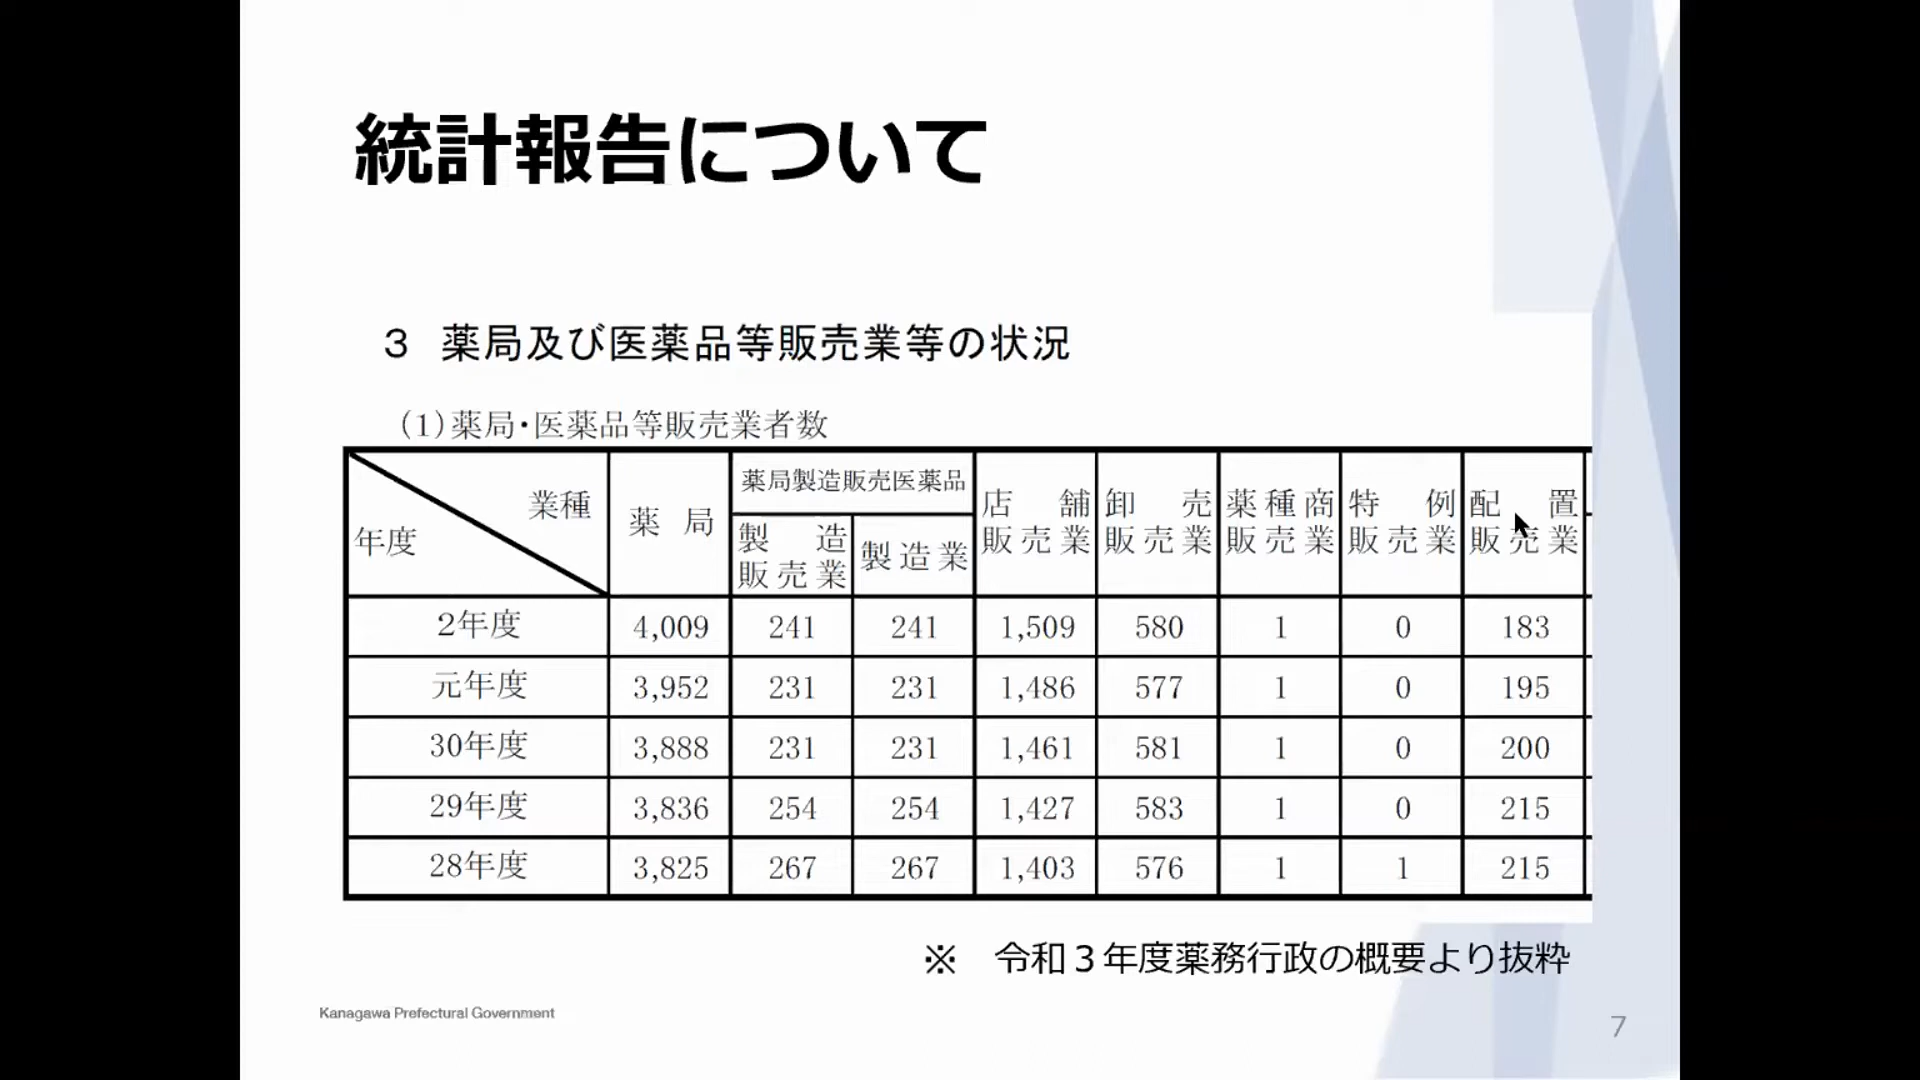 統計報告について
３　薬局及び医薬品等販売業等の状況
(1)薬局・医薬品等販売業者数
業種
年度
薬局
薬局製造販売医薬品
製造販売業
製造業
店舗販売業
卸売販売業
薬種商販売業
特例販売業
配置販売業
2年度 4,009 241 241 1,509 580 1 0 183
元年度 3,952 231 231 1,486 577 1 0 195
30年度 3,888 231 231 1,461 581 1 0 200
29年度 3,836 254 254 1,427 583 1 0 215
28年度 3,825 267 267 1,403 576 1 1 215
※　令和３年度薬務行政の概要より抜粋
Kanagawa Prefectural Government
7